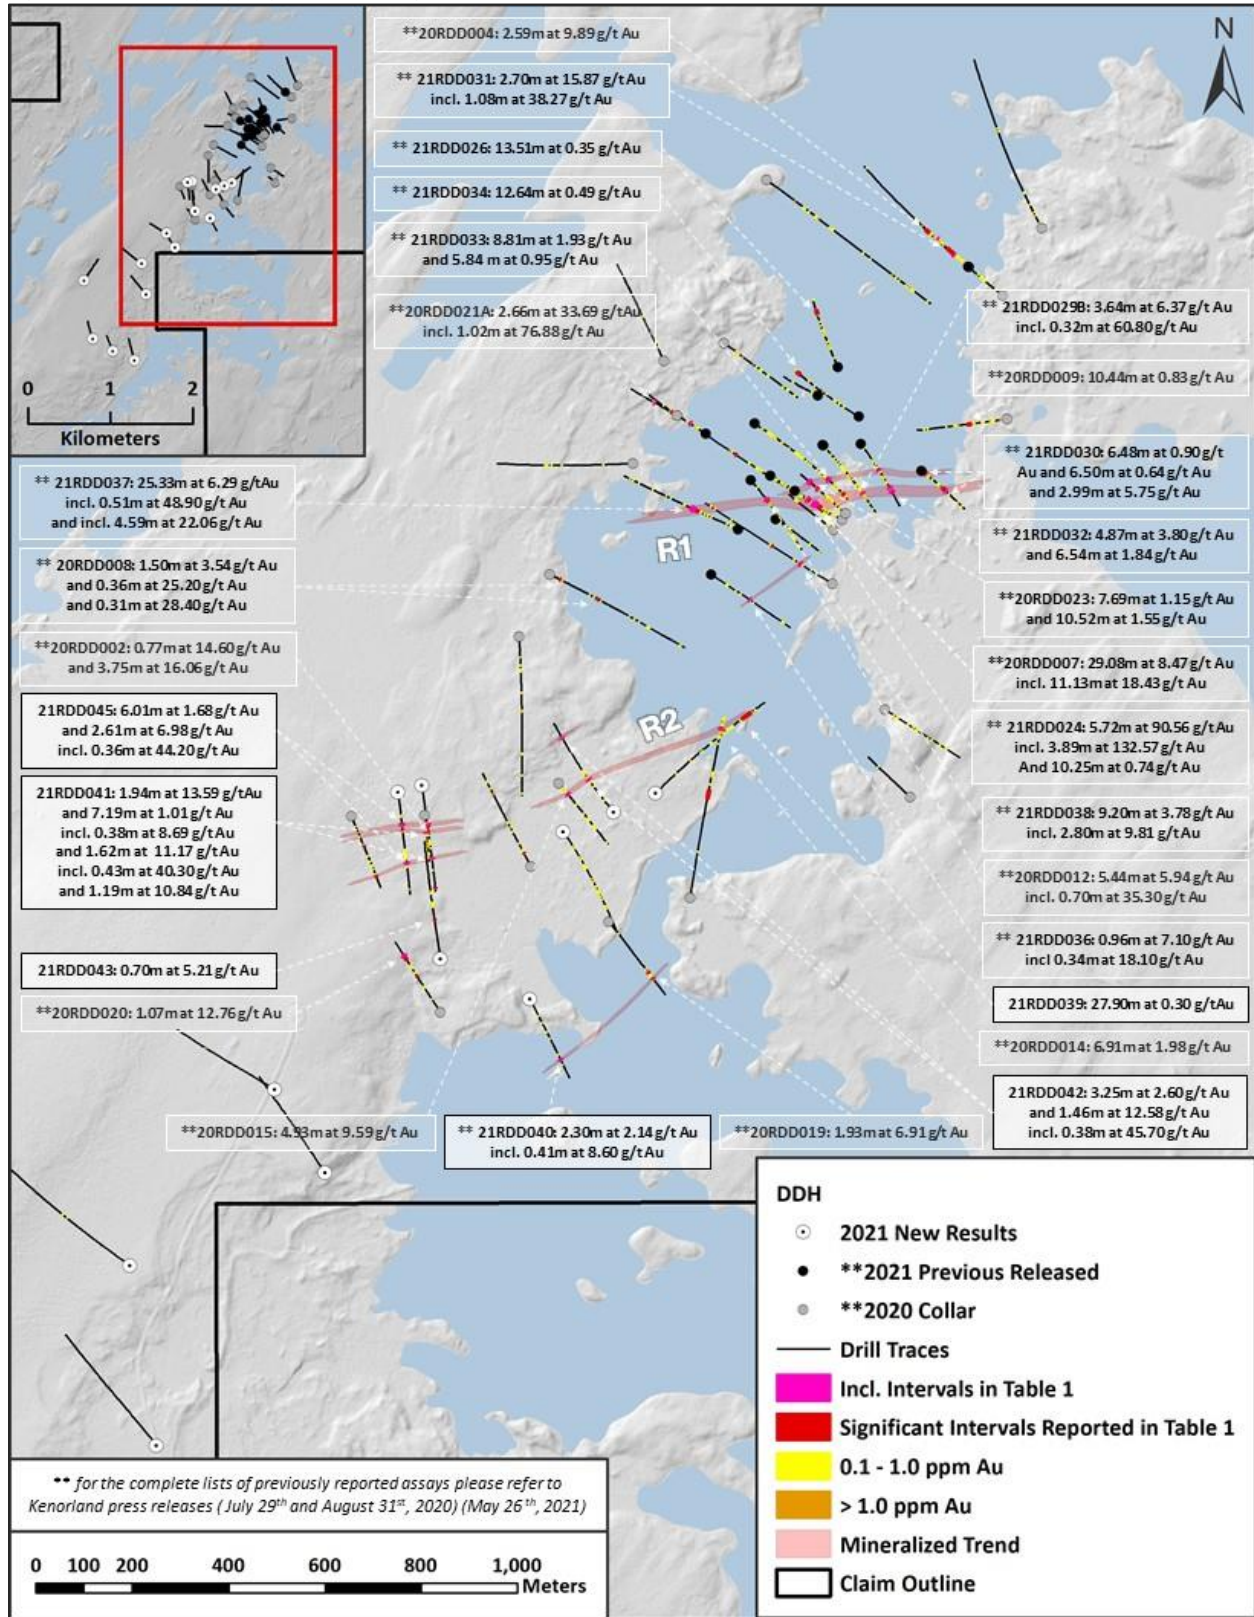 **20RDD004: 2.59m at 9.89 g/t Au
** 21RDD031: 2.70m at 15.87 g/t Au
incl. 1.08m at 38.27 g/t Au
** 21RDD026: 13.51m at 0.35 g/t Au
** 21RDD034: 12.64m at 0.49 g/t Au
** 21RDD033: 8.81m at 1.93 g/t Au
and 5.84 m at 0.95 g/t Au
**20RDD021A: 2.66m at 33.69 g/tAu
incl. 1.02m at 76.88 g/t Au
N
0 1 2
Kilometers
** 21RDD037: 25.33m at 6.29 g/tAu
incl. 0.51m at 48.90 g/t Au
and incl. 4.59m at 22.06 g/t Au
** 20RDD008: 1.50m at 3.54 g/t Au
and 0.36m at 25.20 g/t Au
and 0.31m at 28.40 g/t Au
**20RDD002: 0.77m at 14.60 g/t Au
and 3.75m at 16.06 g/t Au
21RDD045: 6.01m at 1.68 g/t Au
and 2.61m at 6.98 g/t Au
incl. 0.36m at 44.20 g/t Au
21RDD041: 1.94m at 13.59 g/tAu
and 7.19m at 1.01 g/t Au
incl. 0.38m at 8.69 g/t Au
and 1.62m at 11.17 g/t Au
incl. 0.43m at 40.30 g/t Au
and 1.19m at 10.84 g/t Au
21RDD043: 0.70m at 5.21 g/t Au
**20RDD020: 1.07m at 12.76 g/t Au
R1
R2
** 21RDD029B: 3.64m at 6.37 g/t Au
incl. 0.32m at 60.80 g/t Au
**20RDD009: 10.44m at 0.83 g/t Au
** 21RDD030: 6.48m at 0.90 g/t
Au and 6.50m at 0.64 g/t Au
and 2.99m at 5.75 g/t Au
** 21RDD032: 4.87m at 3.80 g/t Au
and 6.54m at 1.84 g/t Au
**20RDD023: 7.69m at 1.15 g/t Au
and 10.52m at 1.55 g/t Au
**20RDD007: 29.08m at 8.47 g/t Au
incl. 11.13m at 18.43 g/t Au
** 21RDD024: 5.72m at 90.56 g/t Au
incl. 3.89m at 132.57 g/t Au
And 10.25m at 0.74 g/t Au
** 21RDD038: 9.20m at 3.78 g/t Au
incl. 2.80m at 9.81 g/t Au
**20RDD012: 5.44m at 5.94 g/t Au
incl. 0.70m at 35.30 g/t Au
** 21RDD036: 0.96m at 7.10 g/t Au
incl 0.34m at 18.10 g/t Au
21RDD039: 27.90m at 0.30 g/tAu
**20RDD014: 6.91m at 1.98 g/t Au
21RDD042: 3.25m at 2.60 g/t Au
and 1.46m at 12.58 g/t Au
incl. 0.38m at 45.70 g/t Au
**20RDD015: 4.93m at 9.59 g/t Au
** 21RDD040: 2.30m at 2.14 g/t Au
incl. 0.41m at 8.60 g/t Au
**20RDD019: 1.93m at 6.91 g/t Au
DDH
2021 New Results
**2021 Previous Released
**2020 Collar
Drill Traces
Incl. Intervals in Table 1
Significant Intervals Reported in Table 1
0.1 - 1.0 ppm Au
> 1.0 ppm Au
Mineralized Trend
Claim Outline
** for the complete lists of previously reported assays please refer to
Kenorland press releases (July 29th and August 31st, 2020) (May 26th, 2021)
0 100 200 400 600 800 1,000
Meters